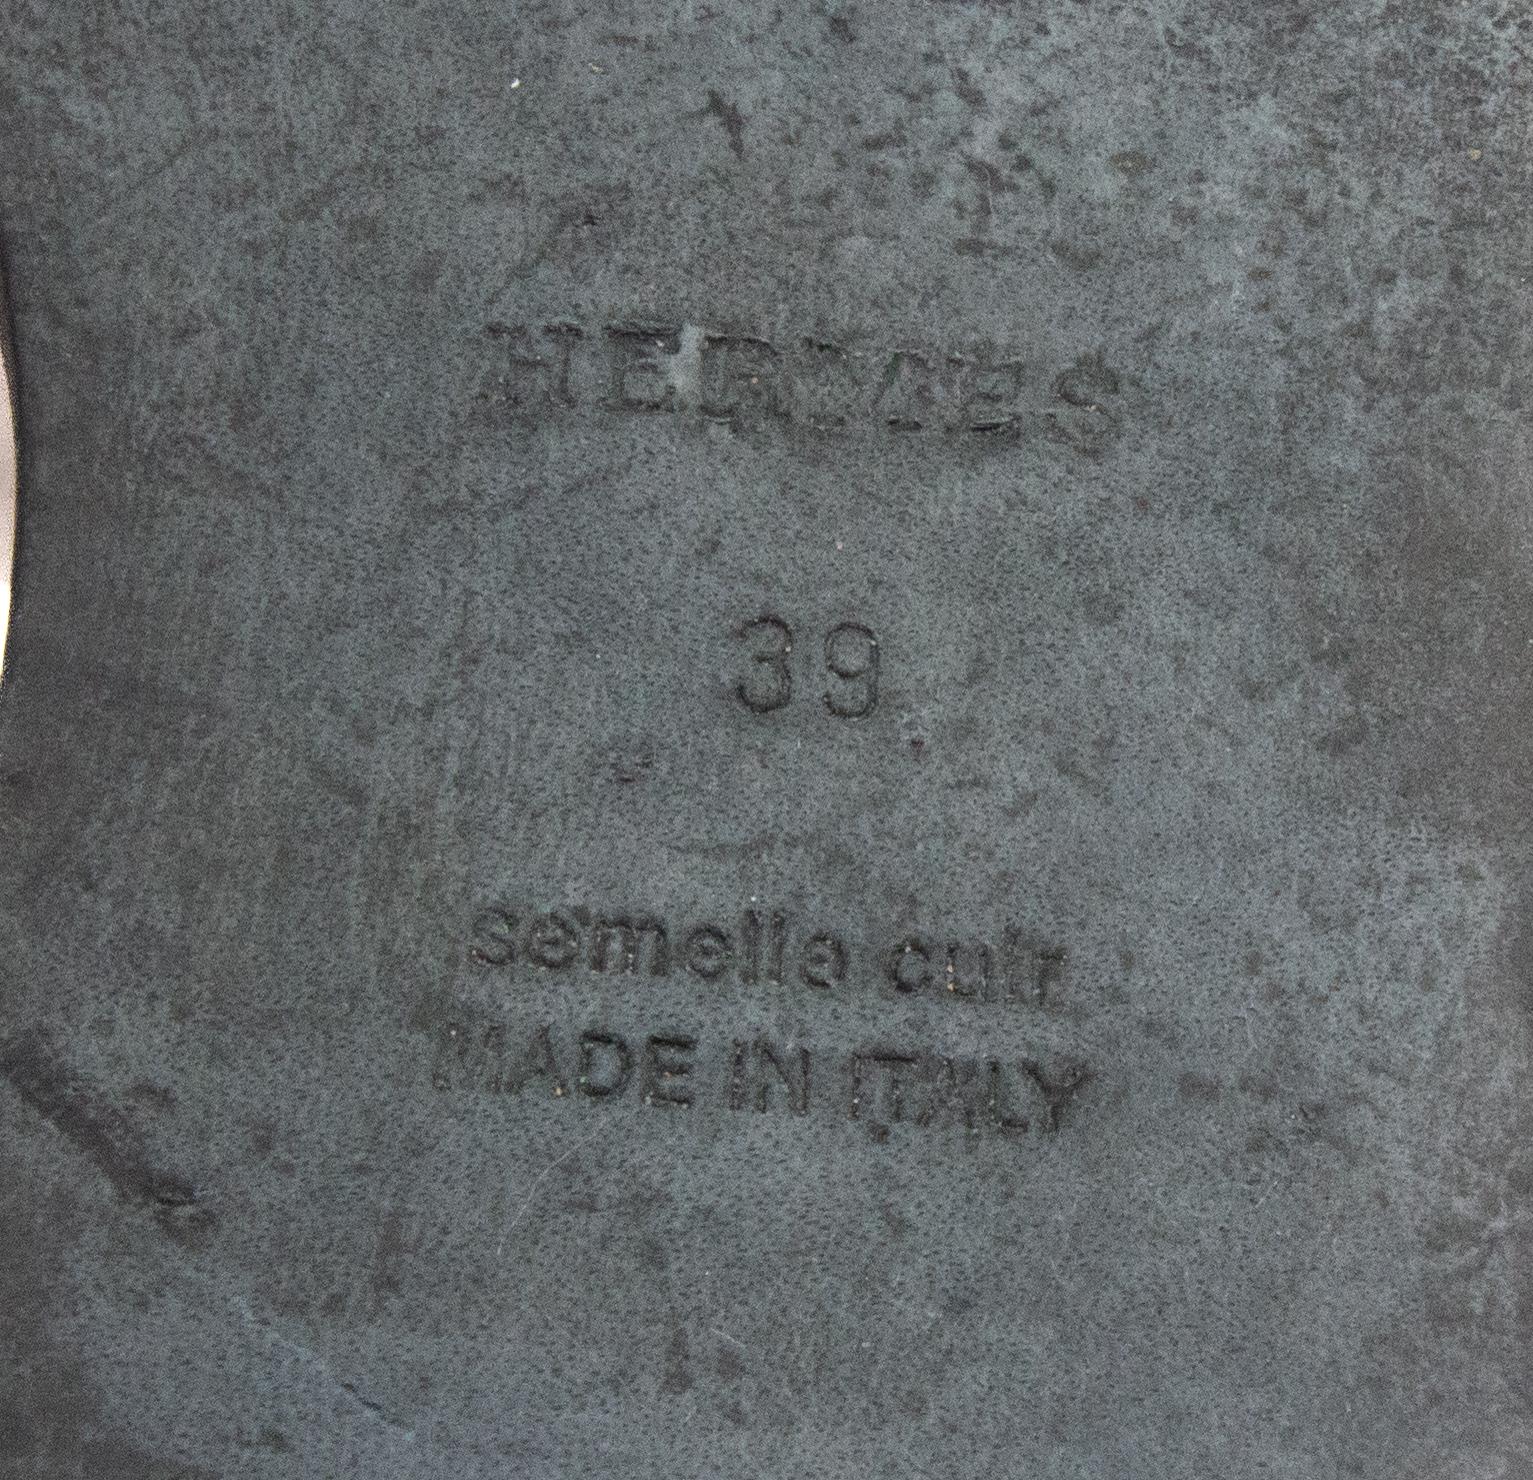 HERMES
39
semelle cuir
MADE IN ITALY